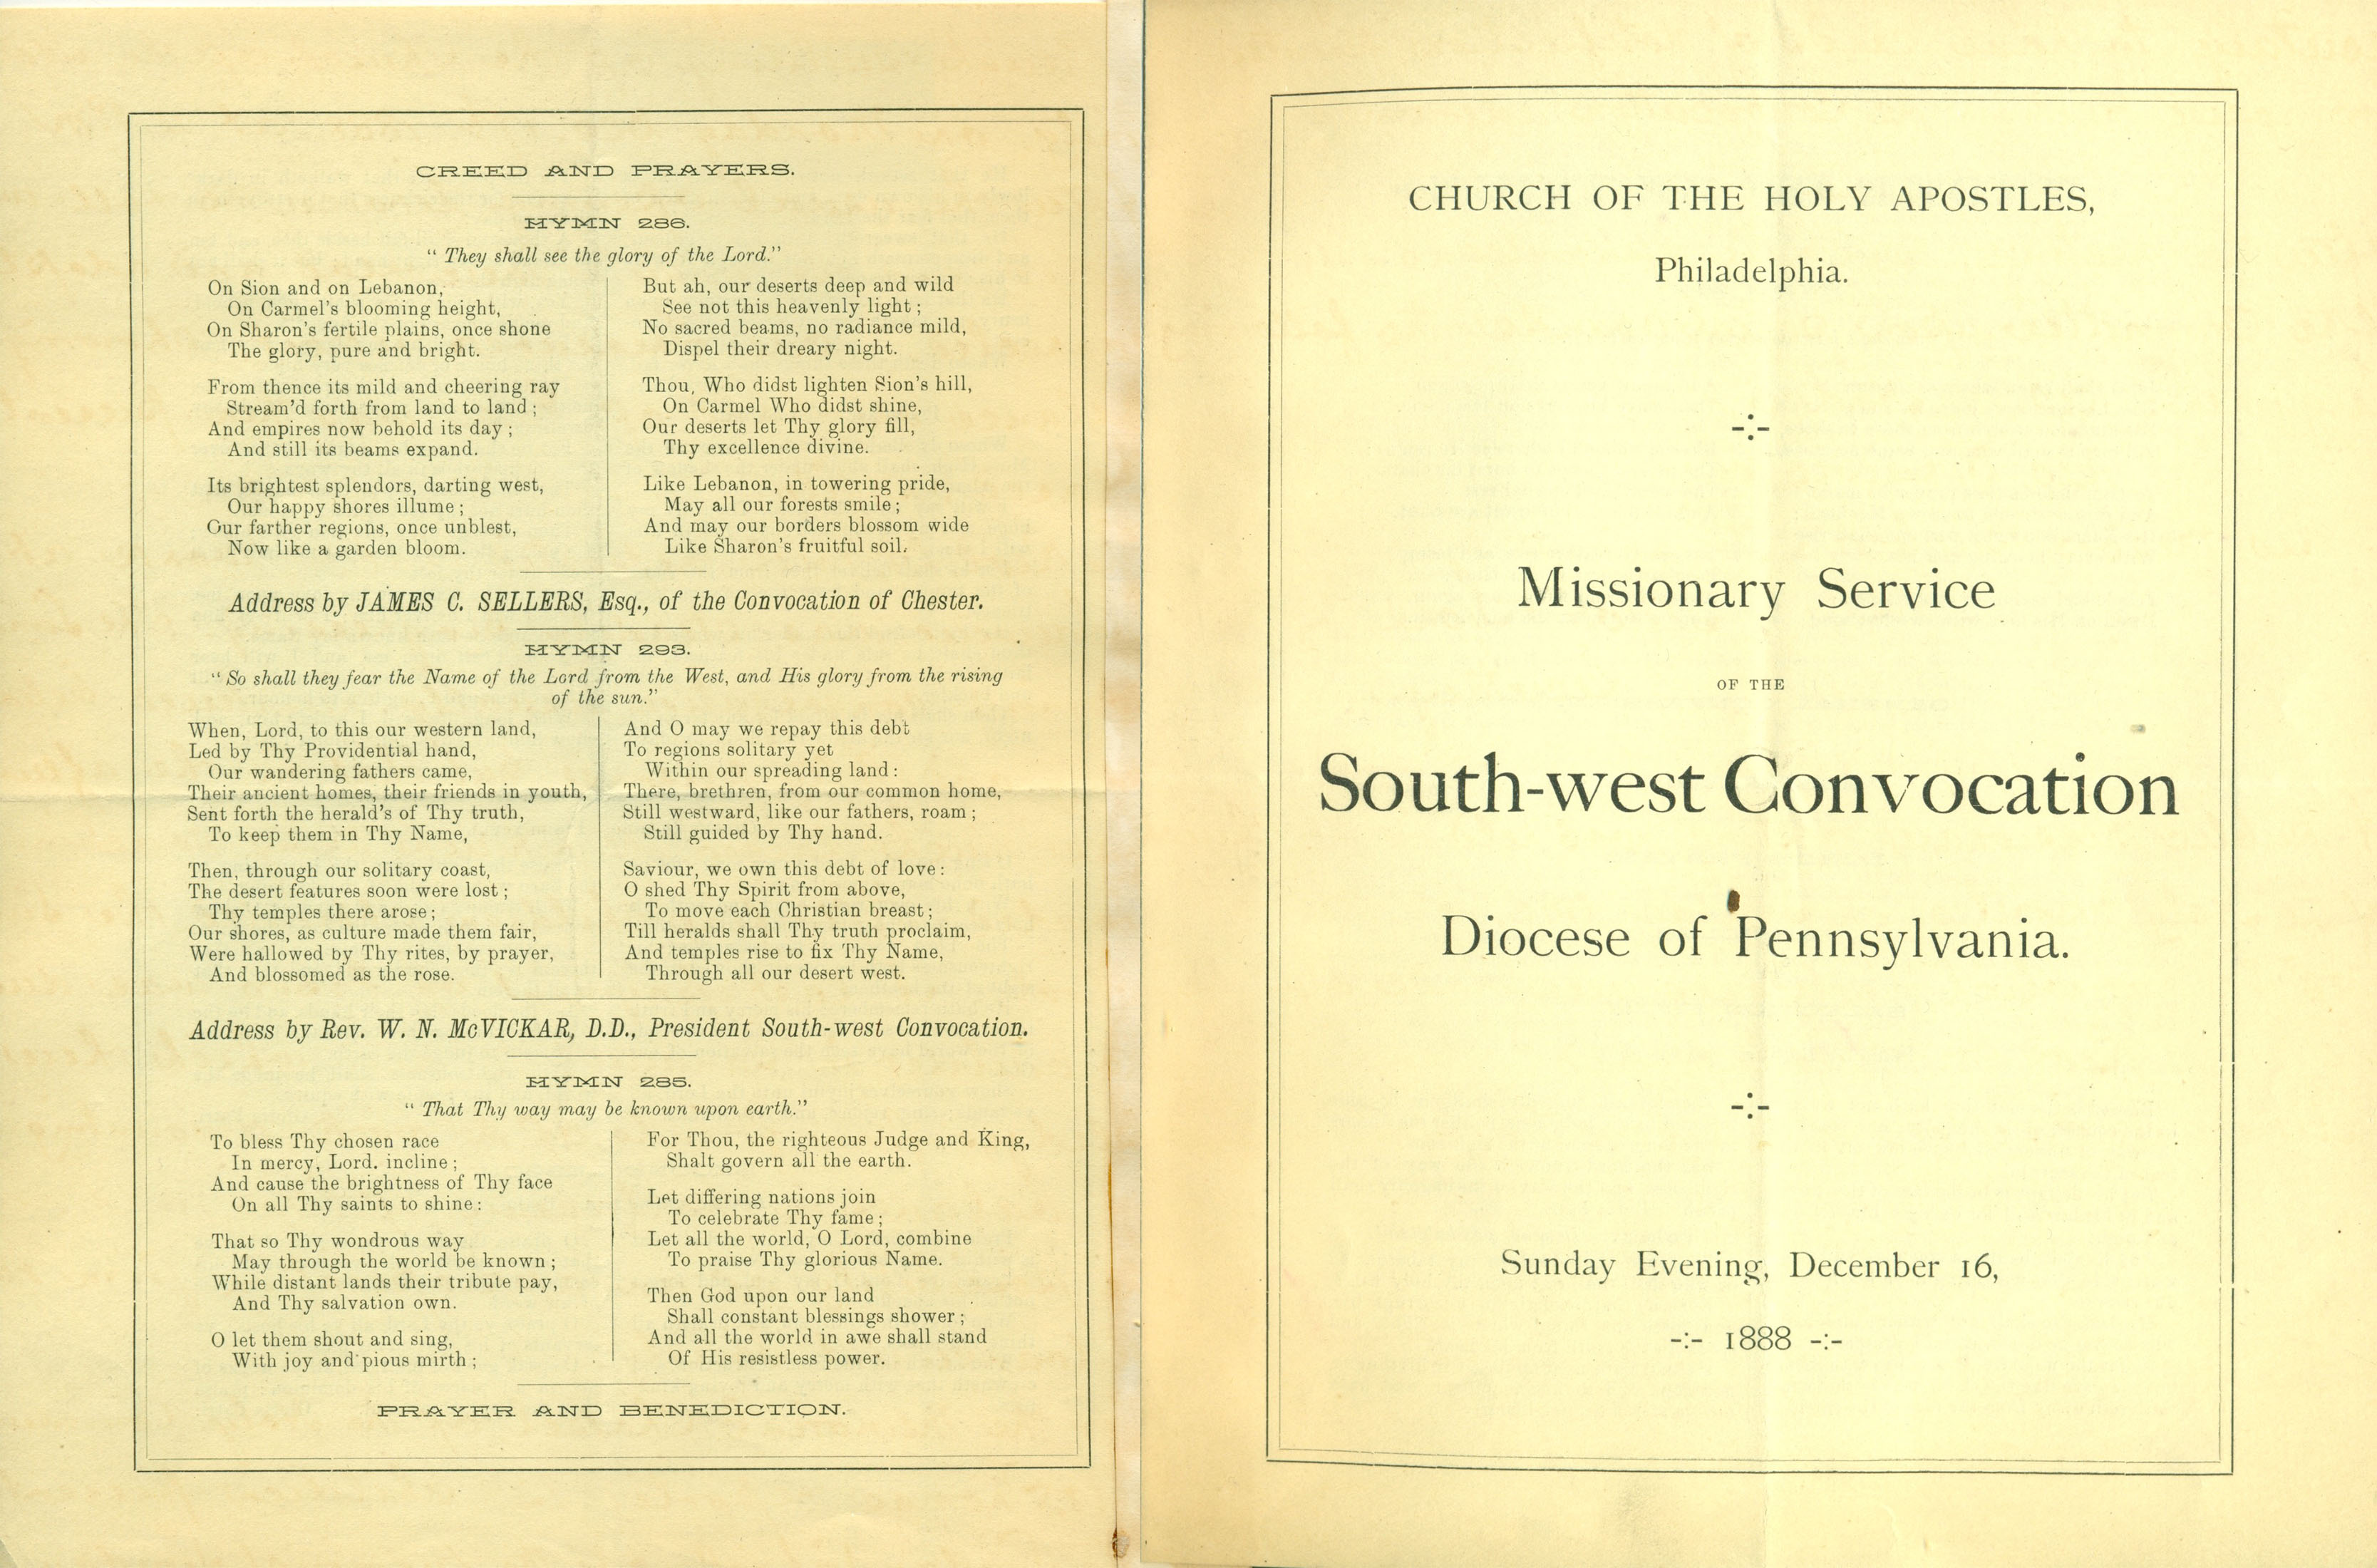 CREED AND PRAYERS.
HYMN 286.
“ They shall see the glory of the Lord.”
On Sion and on Lebanon,
On Carmel's blooming height,
On Sharon's fertile plains, once shone
The glory, pure and bright.
From thence its mild and cheering ray
Stream'd forth from land to land ;
And empires now behold its day ;
And still its beams expand.
Its brightest splendors, darting west,
Our happy shores illume ;
Our farther regions, once unblest,
Now like a garden bloom.
But ah, our deserts deep and wild
See not this heavenly light ;
No sacred beams, no radiance mild,
Dispel their dreary night.
Thou, Who didst lighten Sion's hill,
On Carmel Who didst shine,
Our deserts let Thy glory fill,
Thy excellence divine.
Like Lebanon, in towering pride,
May all our forests smile ;
And may our borders blossom wide
Like Sharon's fruitful soil.
Address by JAMES C. SELLERS, Esq., of the Convocation of Chester.
HYMN 293.
“ So shall they fear the Name of the Lord from the West, and His glory from the rising
of the sun.”
When, Lord, to this our western land,
Led by Thy Providential hand,
Our wandering fathers came,
Their ancient homes, their friends in youth,
Sent forth the herald's of Thy truth,
To keep them in Thy Name,
Then, through our solitary coast,
The desert features soon were lost ;
Thy temples there arose ;
Our shores, as culture made them fair,
Were hallowed by Thy rites, by prayer,
And blossomed as the rose.
And O may we repay this debt
To regions solitary yet
Within our spreading land :
There, brethren, from our common home,
Still westward, like our fathers, roam ;
Still guided by Thy hand.
Saviour, we own this debt of love :
O shed Thy Spirit from above,
To move each Christian breast ;
Till heralds shall Thy truth proclaim,
And temples rise to fix Thy Name,
Through all our desert west.
Address by Rev. W. N. McVICKAR, D.D., President South-west Convocation.
HYMN 285.
“ That Thy way may be known upon earth.”
To bless Thy chosen race
In mercy, Lord. incline ;
And cause the brightness of Thy face
On all Thy saints to shine :
That so Thy wondrous way
May through the world be known ;
While distant lands their tribute pay,
And Thy salvation own.
O let them shout and sing,
With joy and pious mirth ;
For Thou, the righteous Judge and King,
Shalt govern all the earth.
Let differing nations join
To celebrate Thy fame ;
Let all the world, O Lord, combine
To praise Thy glorious Name.
Then God upon our land
Shall constant blessings shower ;
And all the world in awe shall stand
Of His resistless power.
PRAYER AND BENEDICTION.
CHURCH OF THE HOLY APOSTLES,
Philadelphia.
-:-
Missionary Service
OF THE
South-west Convocation
Diocese of Pennsylvania.
-:-
Sunday Evening, December 16,
-:- 1888 -:-